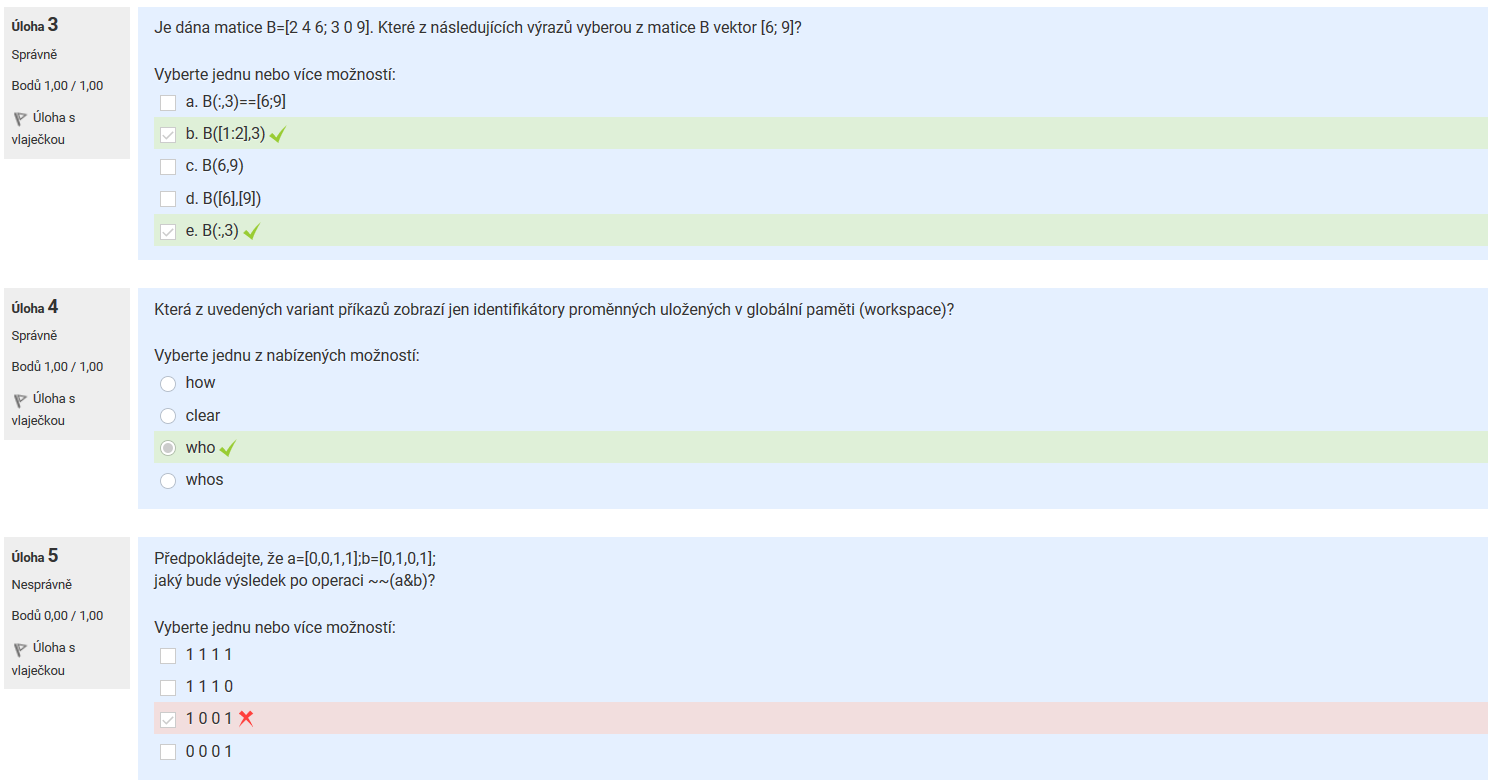 Úloha 3
Správně
Bodů 1,00 / 1,00
Úloha s
vlaječkou
Je dána matice B=[2 4 6; 3 0 9]. Které z následujících výrazů vyberou z matice B vektor [6; 9]?
Vyberte jednu nebo více možností:
a. B(:,3)==[6;9]
b. B([1:2],3)
c. B(6,9)
d. B([6],[9])
e. B(:,3)
Úloha 4
Správně
Bodů 1,00 / 1,00
Úloha s
vlaječkou
Která z uvedených variant příkazů zobrazí jen identifikátory proměnných uložených v globální paměti (workspace)?
Vyberte jednu z nabízených možností:
how
clear
who
whos
Úloha 5
Nesprávně
Bodů 0,00 / 1,00
Úloha s
vlaječkou
Předpokládejte, že a=[0,0,1,1];b=[0,1,0,1];
jaký bude výsledek po operaci ~~(a&b)?
Vyberte jednu nebo více možností:
1 1 1 1
1 1 1 0
1 0 0 1
0 0 0 1